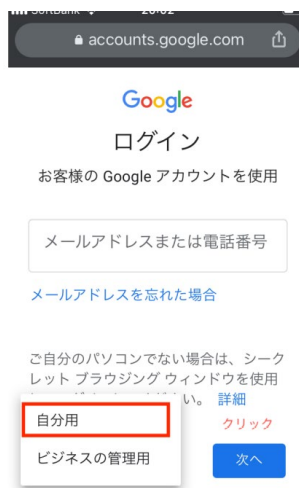 accounts.google.com
Google
ログイン
お客様の Google アカウントを使用
メールアドレスまたは電話番号
メールアドレスを忘れた場合
ご自分のパソコンでない場合は、シーク
レット ブラウジング ウィンドウを使用
い。 詳細
自分用
クリック
ビジネスの管理用
次へ